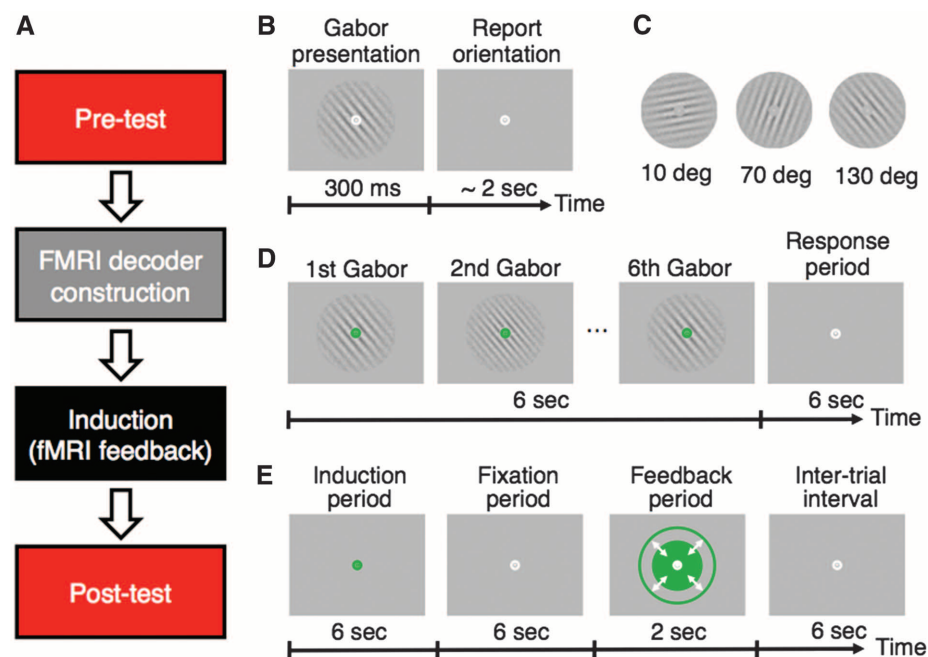 A
Pre-test
FMRI decoder
construction
Induction
(fMRI feedback)
Post-test
B
Gabor
presentation
Report
orientation
300 ms
~ 2 sec
Time
C
10 deg
70 deg
130 deg
D
1st Gabor
2nd Gabor
...
6th Gabor
Response
period
6 sec
6 sec
Time
E
Induction
period
Fixation
period
Feedback
period
Inter-trial
interval
6 sec
6 sec
2 sec
6 sec
Time